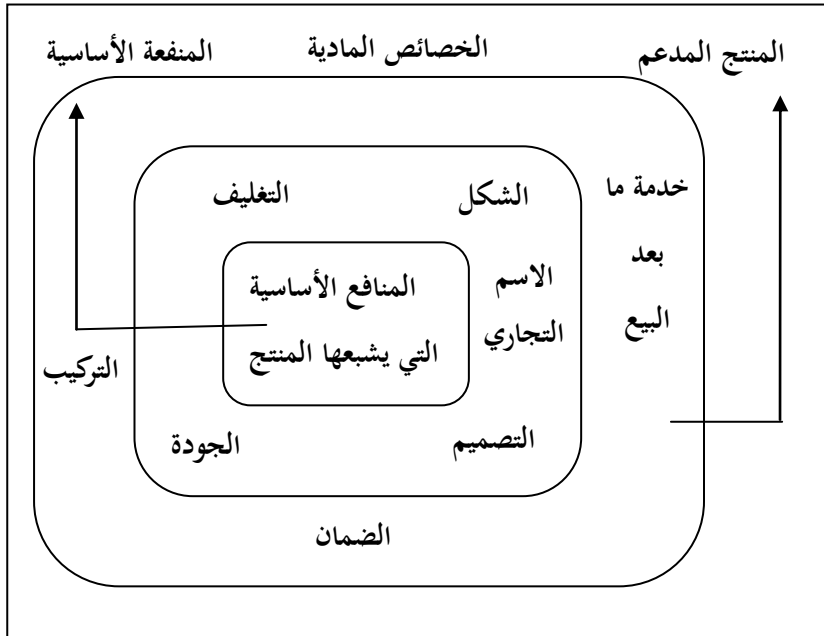 المنتج المدعم
الخصائص المادية
المنفعة الأساسية
خدمة ما
بعد
البيع
الشكل
التغليف
الاسم
التجاري
المنافع الأساسية
التي يشبعها المنتج
التركيب
التصميم
الجودة
الضمان